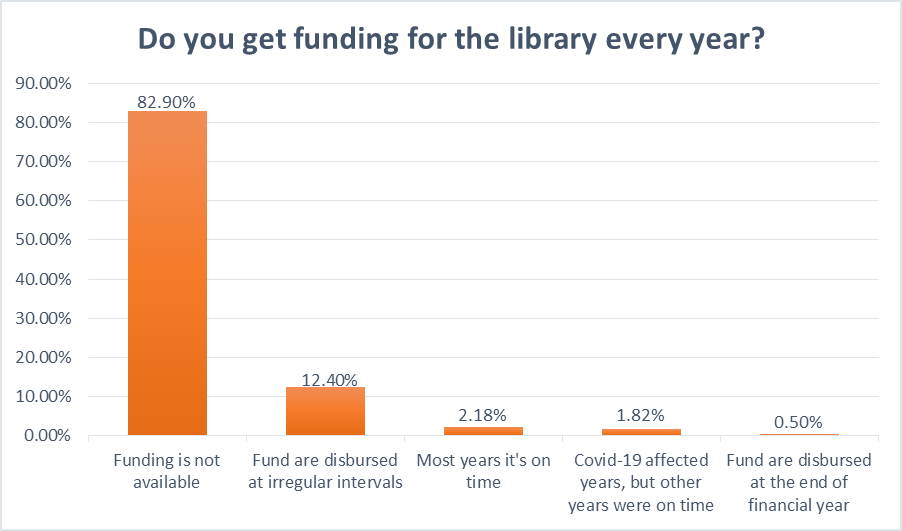 Do you get funding for the library every year?
90.00%
80.00%
70.00%
60.00%
50.00%
40.00%
30.00%
20.00%
10.00%
0.00%
82.90%
12.40%
2.18%
1.82%
0.50%
Funding is not
available
Fund are disbursed
at irregular intervals
Most years it's on
time
Covid-19 affected
years, but other
years were on time
Fund are disbursed
at the end of
financial year